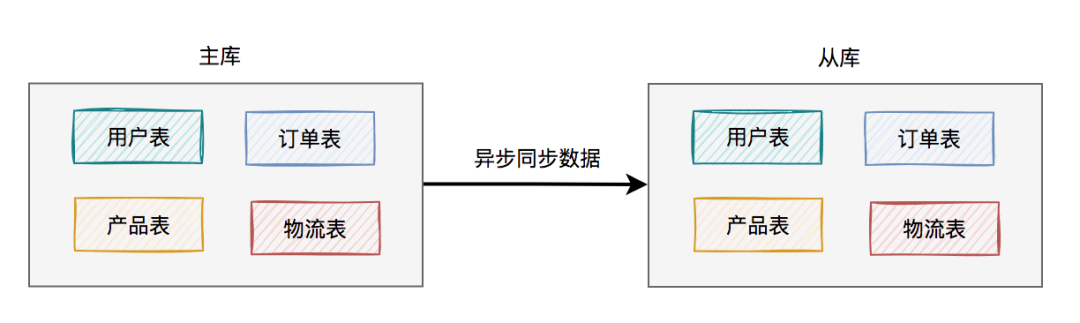 主库
从库
用户表
订单表
用户表
订单表
异步同步数据
产品表
物流表
产品表
物流表